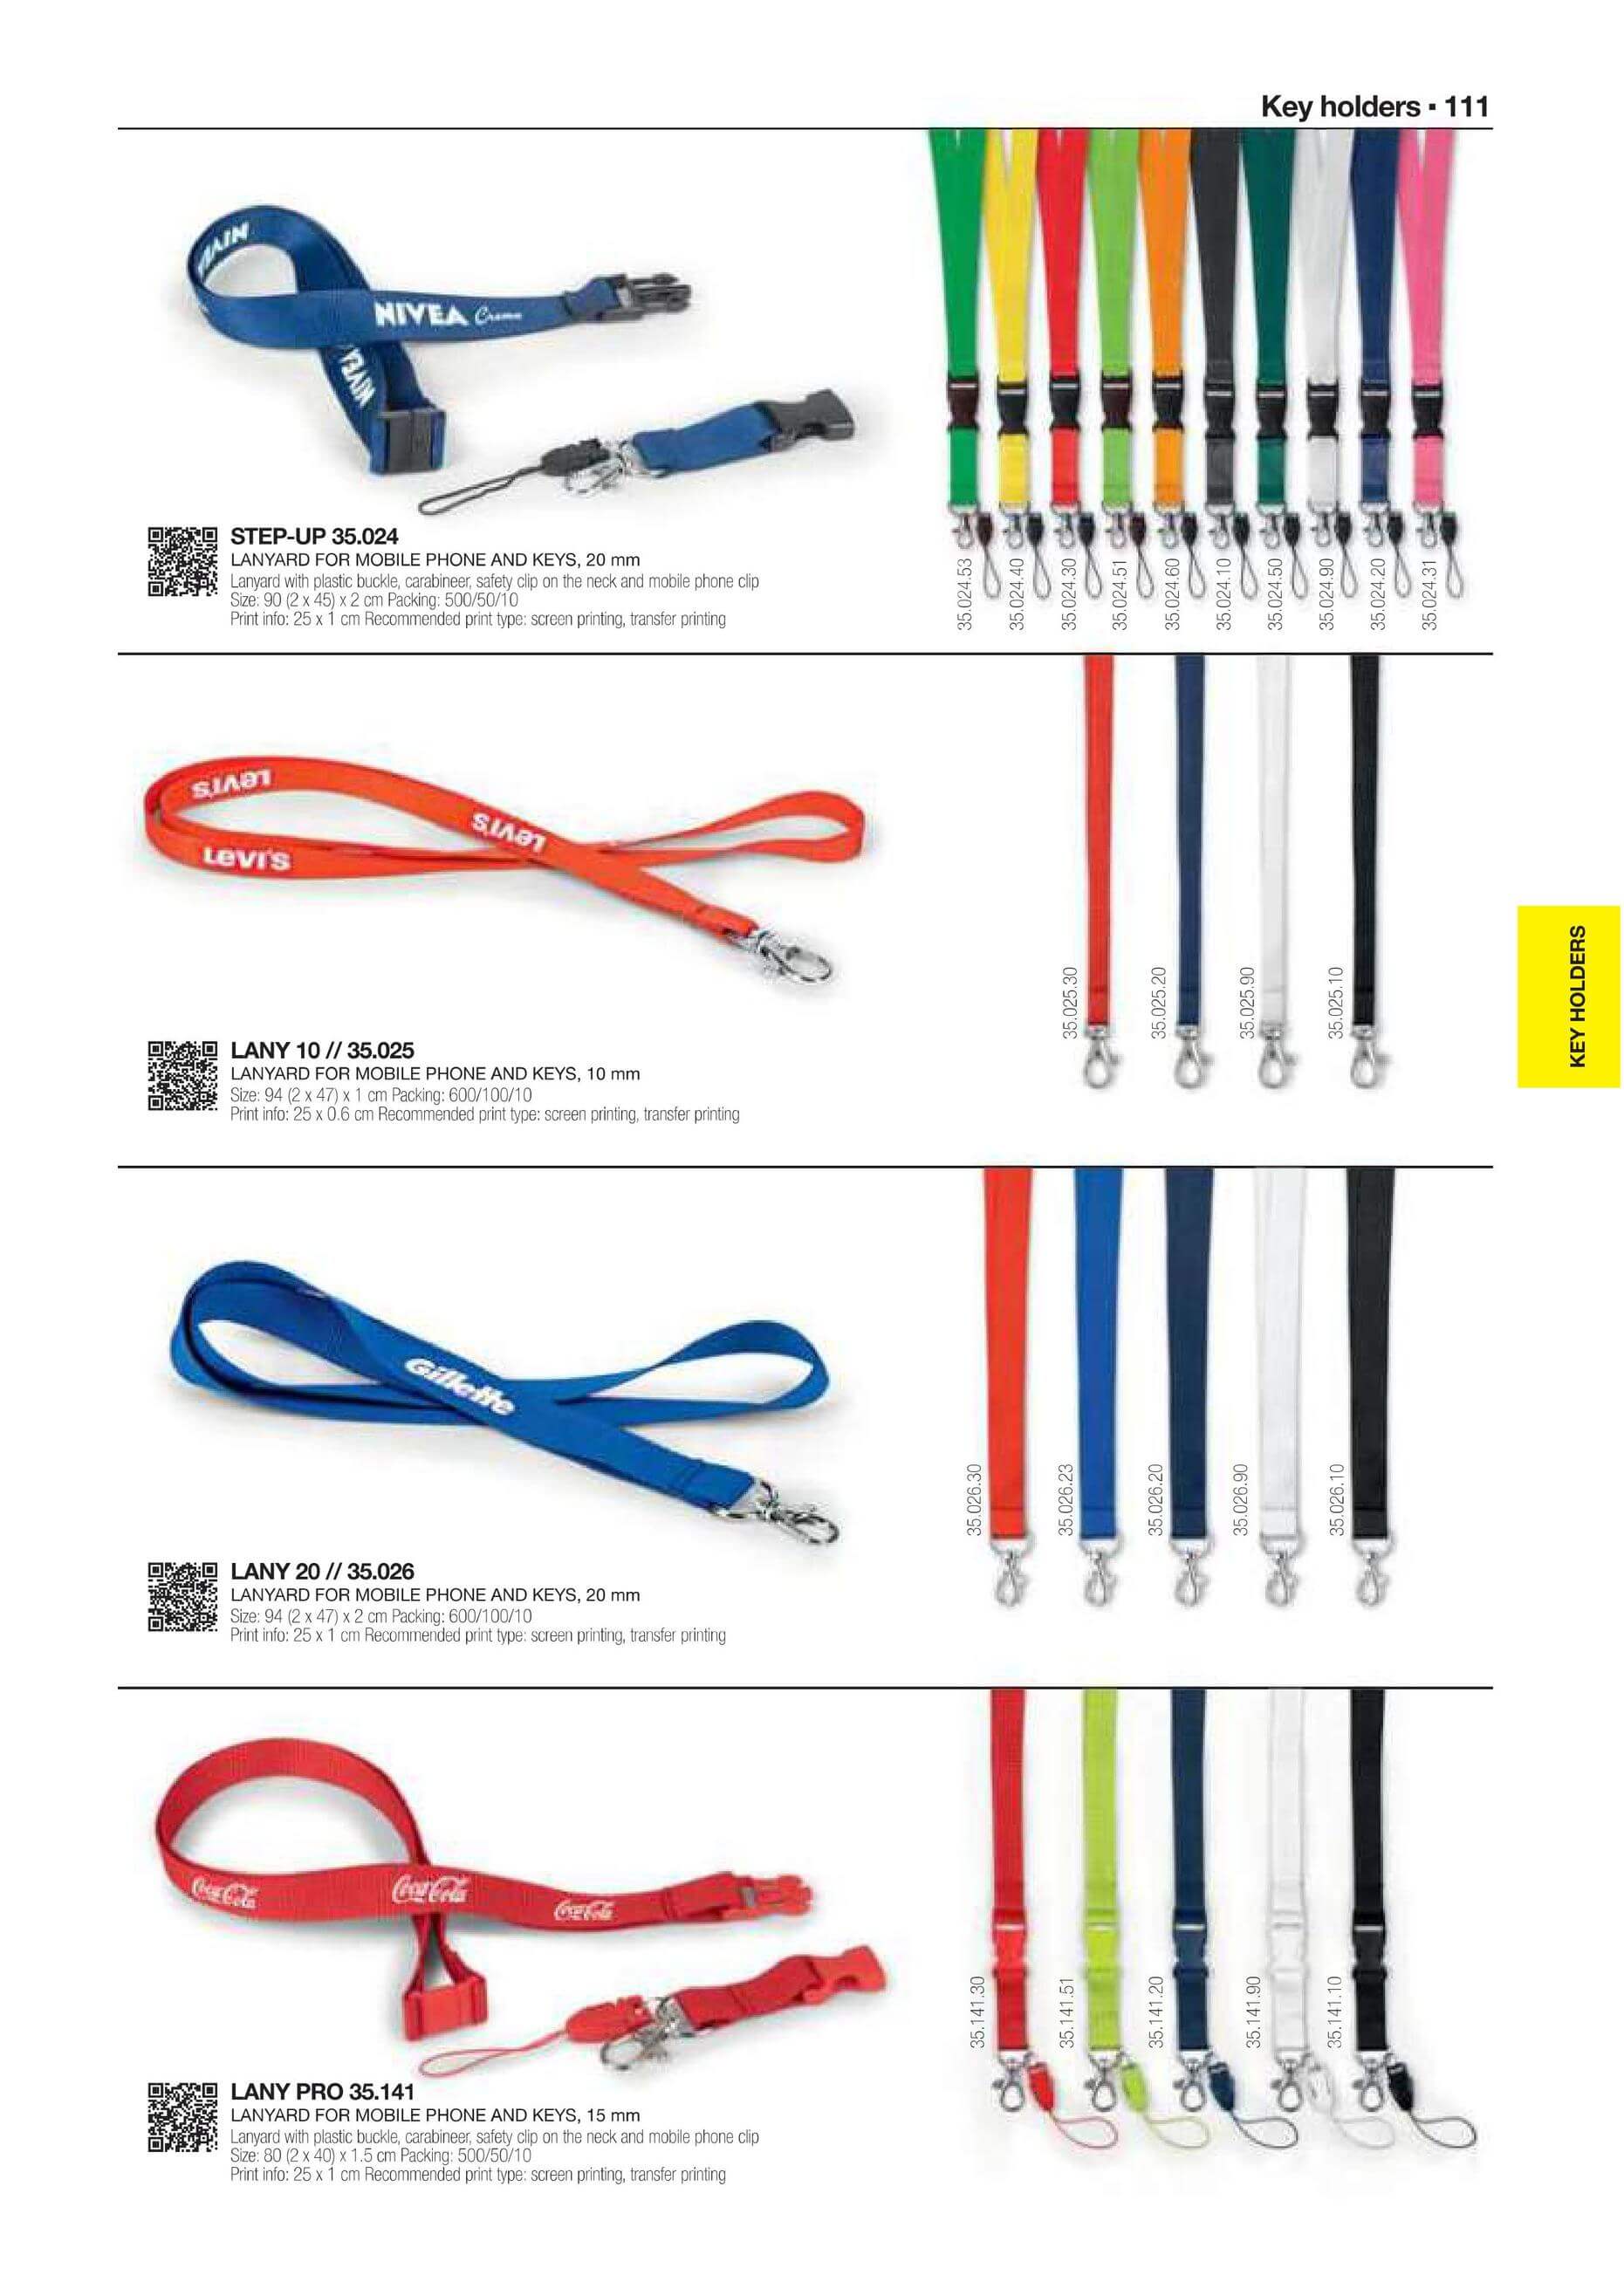 Key holders ▪ 111
NIVEA
NIVEA Creme
NIVEA
STEP-UP 35.024
LANYARD FOR MOBILE PHONE AND KEYS, 20 mm
Lanyard with plastic buckle, carabineer, safety clip on the neck and mobile phone clip
Size: 90 (2 x 45) x 2 cm Packing: 500/50/10
Print info: 25 x 1 cm Recommended print type: screen printing, transfer printing
35.024.53
35.024.40
35.024.30
35.024.51
35.024.60
35.024.10
35.024.50
35.024.90
35.024.20
35.024.31
LEVI'S
LEVI'S
LEVI'S
LANY 10 // 35.025
LANYARD FOR MOBILE PHONE AND KEYS, 10 mm
Size: 94 (2 x 47) x 1 cm Packing: 600/100/10
Print info: 25 x 0.6 cm Recommended print type: screen printing, transfer printing
35.025.30
35.025.20
35.025.90
35.025.10
KEY HOLDERS
Gillette
LANY 20 // 35.026
LANYARD FOR MOBILE PHONE AND KEYS, 20 mm
Size: 94 (2 x 47) x 2 cm Packing: 600/100/10
Print info: 25 x 1 cm Recommended print type: screen printing, transfer printing
35.026.30
35.026.23
35.026.20
35.026.90
35.026.10
Coca-Cola
Coca-Cola
Coca-Cola
LANY PRO 35.141
LANYARD FOR MOBILE PHONE AND KEYS, 15 mm
Lanyard with plastic buckle, carabineer, safety clip on the neck and mobile phone clip
Size: 80 (2 x 40) x 1.5 cm Packing: 500/50/10
Print info: 25 x 1 cm Recommended print type: screen printing, transfer printing
35.141.30
35.141.51
35.141.20
35.141.90
35.141.10